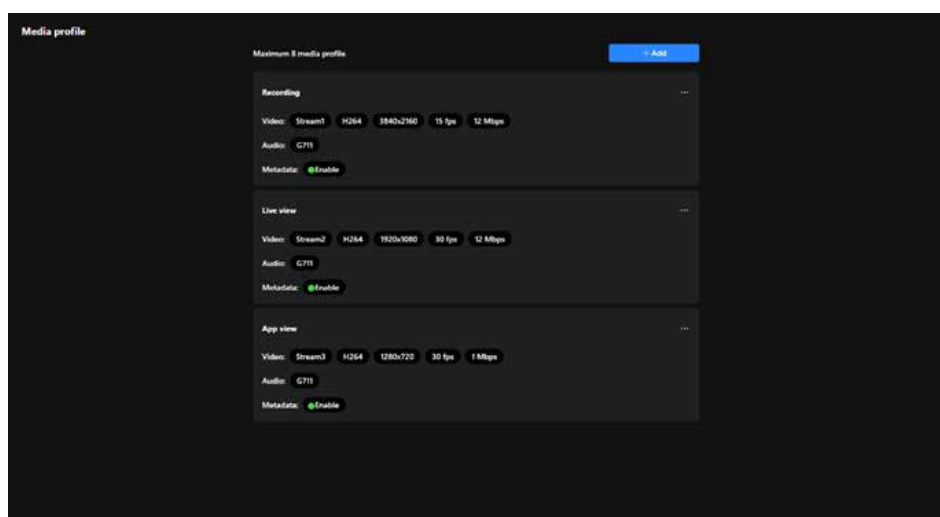 Media profile
Maximum 8 media profile
+ Add
Recording
...
Video: Stream1 H264 3840x2160 15 fps 12 Mbps
Audio: G711
Metadata: Enable
Live view
...
Video: Stream2 H264 1920x1080 30 fps 12 Mbps
Audio: G711
Metadata: Enable
App view
...
Video: Stream3 H264 1280x720 30 fps 1 Mbps
Audio: G711
Metadata: Enable